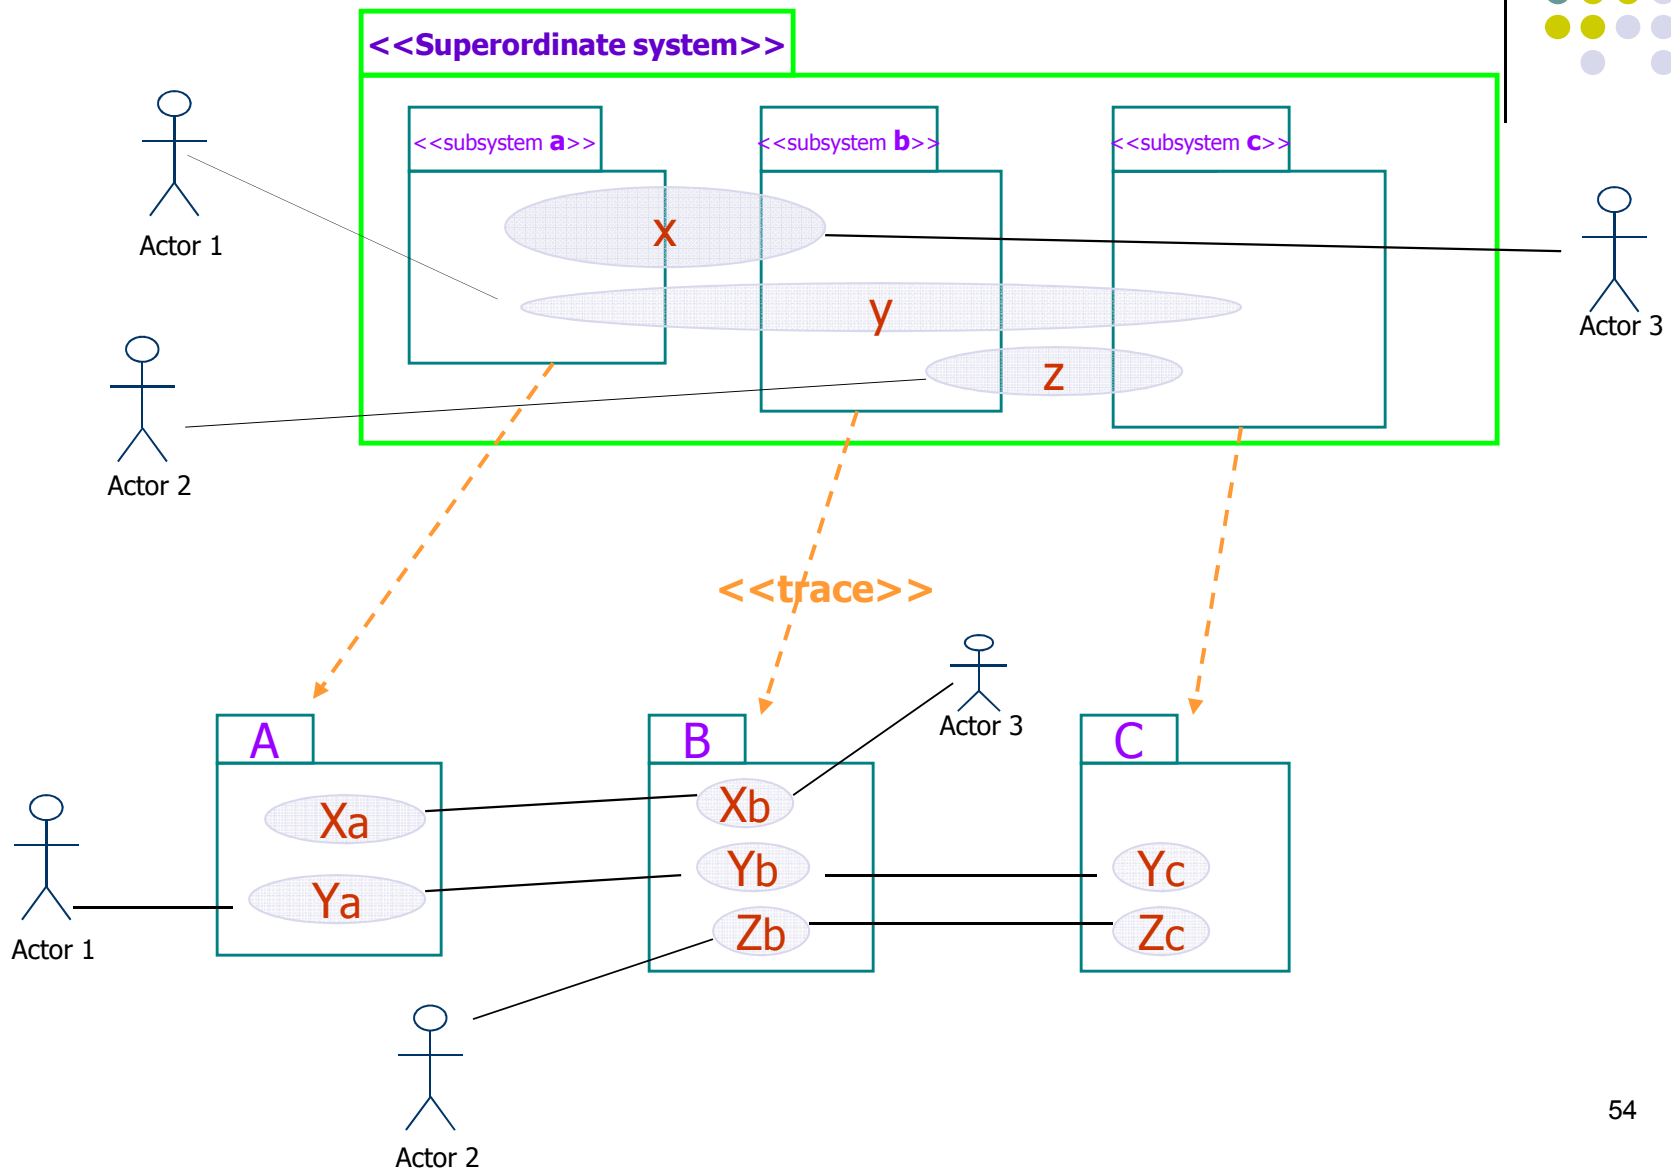 <<Superordinate system>>
<<subsystem a>>
<<subsystem b>>
<<subsystem c>>
Actor 1
x
Actor 3
y
z
Actor 2
<<trace>>
Actor 3
A
B
C
Xa
Xb
Ya
Yb
Yc
Zb
Zc
Actor 1
Actor 2
54